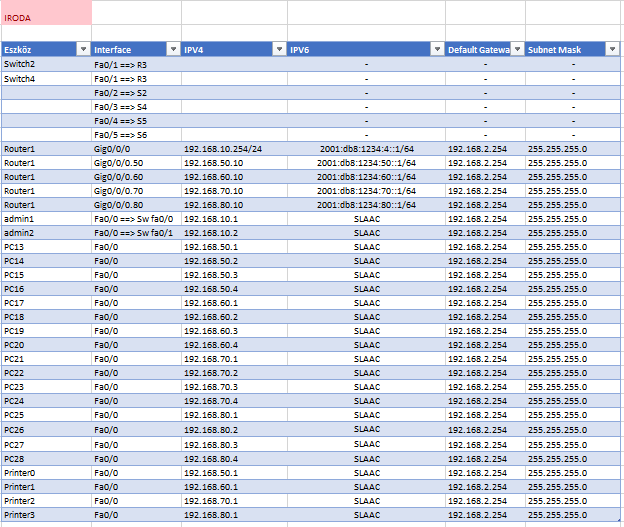 IRODA
Eszköz Interface IPV4 IPV6 Default Gatewa Subnet Mask
Switch2 Fa0/1 ==> R3 - - -
Switch4 Fa0/1 ==> R3 - - -
Fa0/2 ==> S2 - - -
Fa0/3 ==> S4 - - -
Fa0/4 ==> S5 - - -
Fa0/5 ==> S6 - - -
Router1 Gig0/0/0 192.168.10.254/24 2001:db8:1234:4::1/64 192.168.2.254 255.255.255.0
Router1 Gig0/0/0.50 192.168.50.10 2001:db8:1234:50::1/64 192.168.2.254 255.255.255.0
Router1 Gig0/0/0.60 192.168.60.10 2001:db8:1234:60::1/64 192.168.2.254 255.255.255.0
Router1 Gig0/0/0.70 192.168.70.10 2001:db8:1234:70::1/64 192.168.2.254 255.255.255.0
Router1 Gig0/0/0.80 192.168.80.10 2001:db8:1234:80::1/64 192.168.2.254 255.255.255.0
admin1 Fa0/0 ==> Sw fa0/0 192.168.10.1 SLAAC 192.168.2.254 255.255.255.0
admin2 Fa0/0 ==> Sw fa0/1 192.168.10.2 SLAAC 192.168.2.254 255.255.255.0
PC13 Fa0/0 192.168.50.1 SLAAC 192.168.2.254 255.255.255.0
PC14 Fa0/0 192.168.50.2 SLAAC 192.168.2.254 255.255.255.0
PC15 Fa0/0 192.168.50.3 SLAAC 192.168.2.254 255.255.255.0
PC16 Fa0/0 192.168.50.4 SLAAC 192.168.2.254 255.255.255.0
PC17 Fa0/0 192.168.60.1 SLAAC 192.168.2.254 255.255.255.0
PC18 Fa0/0 192.168.60.2 SLAAC 192.168.2.254 255.255.255.0
PC19 Fa0/0 192.168.60.3 SLAAC 192.168.2.254 255.255.255.0
PC20 Fa0/0 192.168.60.4 SLAAC 192.168.2.254 255.255.255.0
PC21 Fa0/0 192.168.70.1 SLAAC 192.168.2.254 255.255.255.0
PC22 Fa0/0 192.168.70.2 SLAAC 192.168.2.254 255.255.255.0
PC23 Fa0/0 192.168.70.3 SLAAC 192.168.2.254 255.255.255.0
PC24 Fa0/0 192.168.70.4 SLAAC 192.168.2.254 255.255.255.0
PC25 Fa0/0 192.168.80.1 SLAAC 192.168.2.254 255.255.255.0
PC26 Fa0/0 192.168.80.2 SLAAC 192.168.2.254 255.255.255.0
PC27 Fa0/0 192.168.80.3 SLAAC 192.168.2.254 255.255.255.0
PC28 Fa0/0 192.168.80.4 SLAAC 192.168.2.254 255.255.255.0
Printer0 Fa0/0 192.168.50.1 SLAAC 192.168.2.254 255.255.255.0
Printer1 Fa0/0 192.168.60.1 SLAAC 192.168.2.254 255.255.255.0
Printer2 Fa0/0 192.168.70.1 SLAAC 192.168.2.254 255.255.255.0
Printer3 Fa0/0 192.168.80.1 SLAAC 192.168.2.254 255.255.255.0